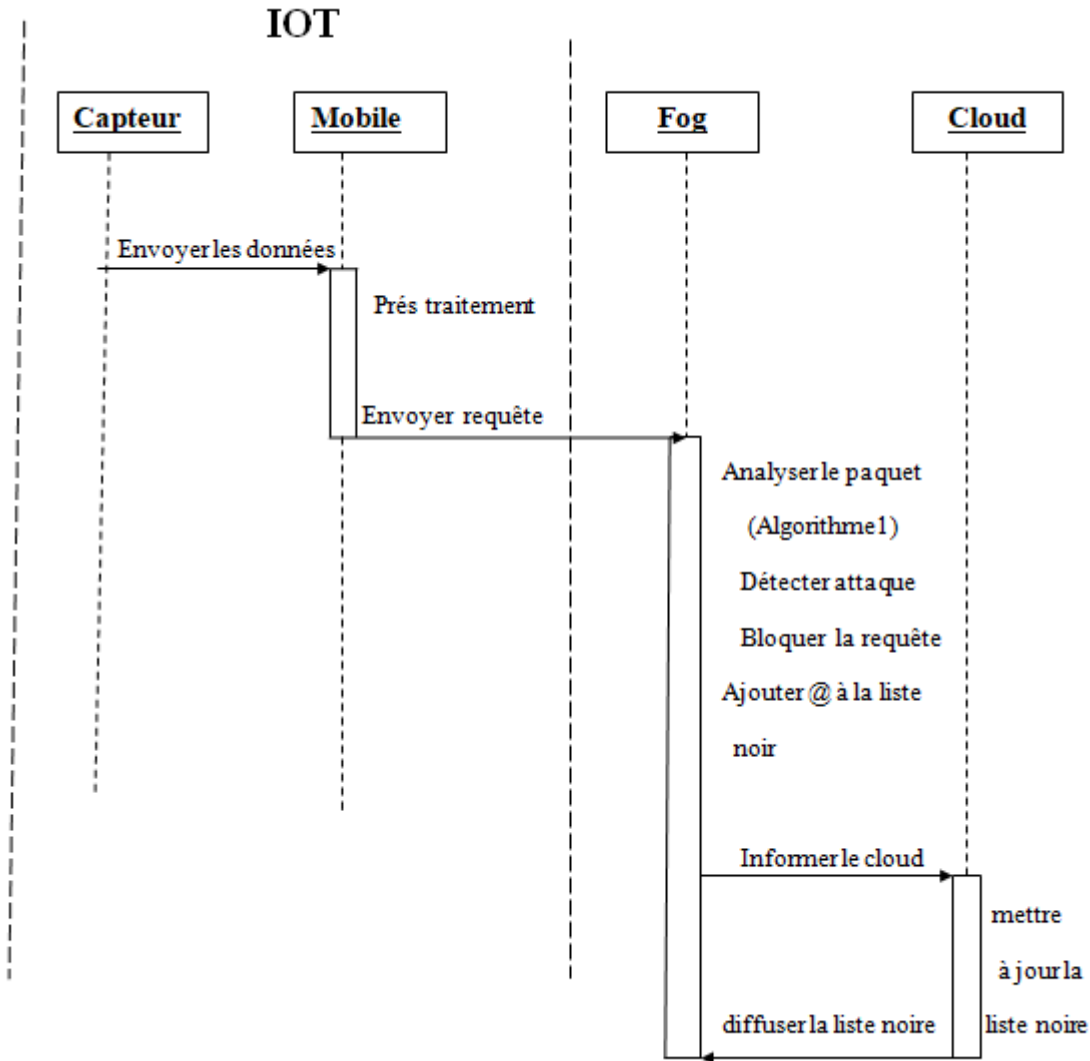 IOT
Capteur
Mobile
Fog
Cloud
Envoyer les données
Prés traitement
Envoyer requête
Analyser le paquet
(Algorithme1)
Détecter attaque
Bloquer la requête
Ajouter @ à la liste
noir
Informer le cloud
mettre
à jour la
liste noire
diffuser la liste noire